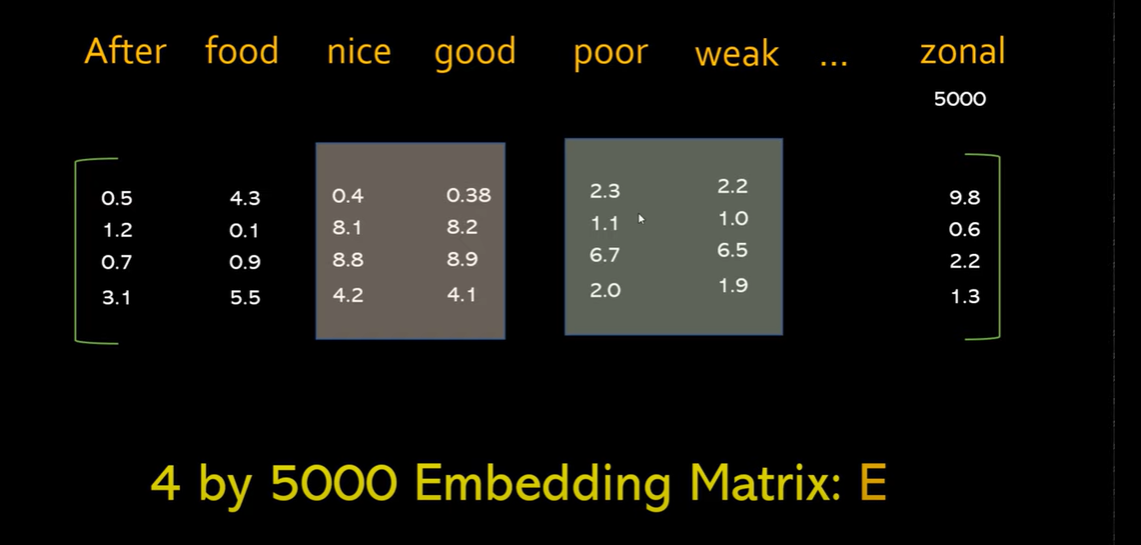 After food nice good poor weak ... zonal
5000
0.5 4.3 0.4 0.38 2.3 2.2 9.8
1.2 0.1 8.1 8.2 1.1 1.0 0.6
0.7 0.9 8.8 8.9 6.7 6.5 2.2
3.1 5.5 4.2 4.1 2.0 1.9 1.3
4 by 5000 Embedding Matrix: E